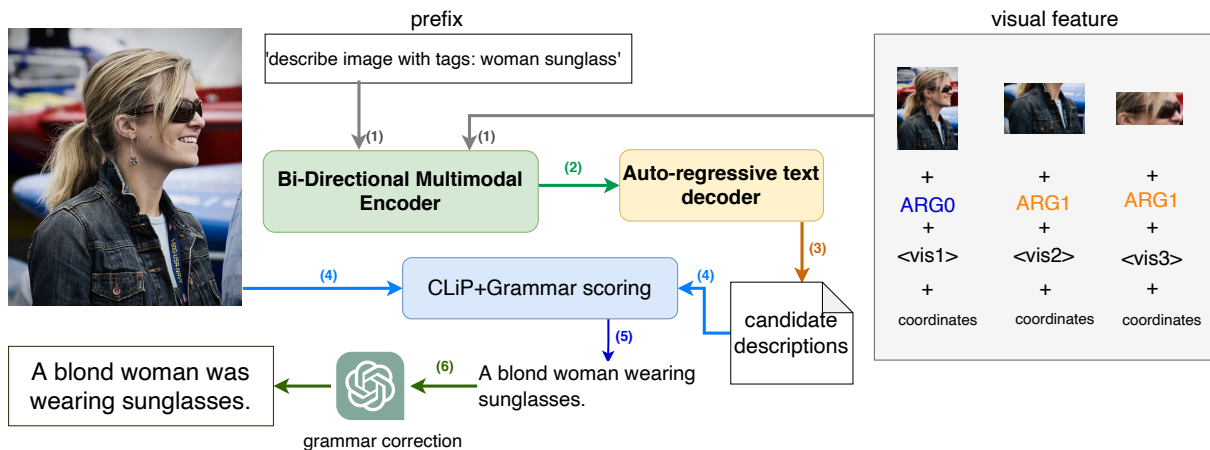 prefix
visual feature
'describe image with tags: woman sunglass'
(1)
(1)
Bi-Directional Multimodal
Encoder
(2)
Auto-regressive text
decoder
+
+
+
ARG0
ARG1
ARG1
+
+
+
<vis1>
<vis2>
<vis3>
+
+
+
coordinates
coordinates
coordinates
(3)
(4)
CLiP+Grammar scoring
(4)
candidate
descriptions
(5)
A blond woman wearing
sunglasses.
(6)
grammar correction
A blond woman was
wearing sunglasses.